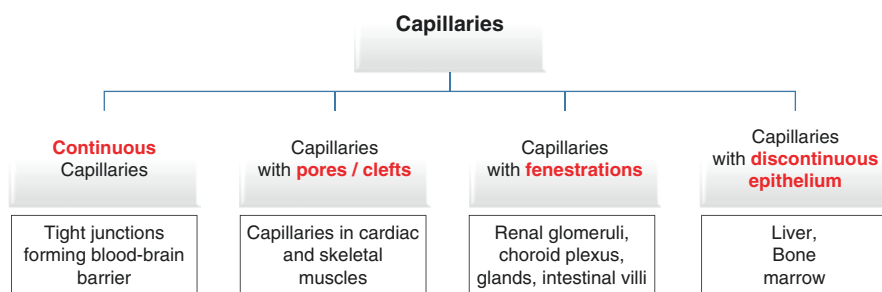 Capillaries
Continuous
Capillaries
Capillaries
with pores / clefts
Capillaries
with fenestrations
Capillaries
with discontinuous
epithelium
Tight junctions
forming blood-brain
barrier
Capillaries in cardiac
and skeletal
muscles
Renal glomeruli,
choroid plexus,
glands, intestinal villi
Liver,
Bone
marrow